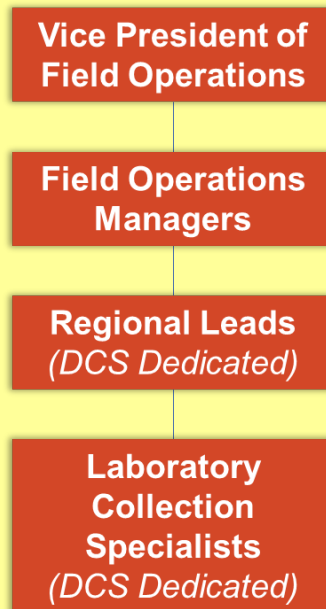 Vice President of
Field Operations
Field Operations
Managers
Regional Leads
(DCS Dedicated)
Laboratory
Collection
Specialists
(DCS Dedicated)